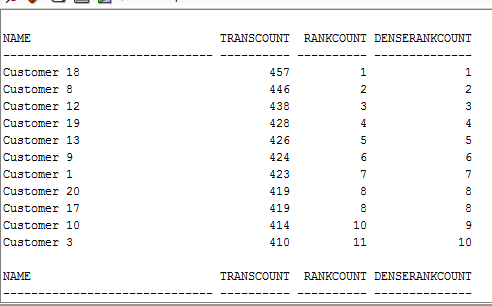 NAME TRANSCOUNT RANKCOUNT DENSERANKCOUNT
------------------------------ ---------- ---------- --------------
Customer 18 457 1 1
Customer 8 446 2 2
Customer 12 438 3 3
Customer 19 428 4 4
Customer 13 426 5 5
Customer 9 424 6 6
Customer 1 423 7 7
Customer 20 419 8 8
Customer 17 419 8 8
Customer 10 414 10 9
Customer 3 410 11 10
NAME TRANSCOUNT RANKCOUNT DENSERANKCOUNT
------------------------------ ---------- ---------- --------------